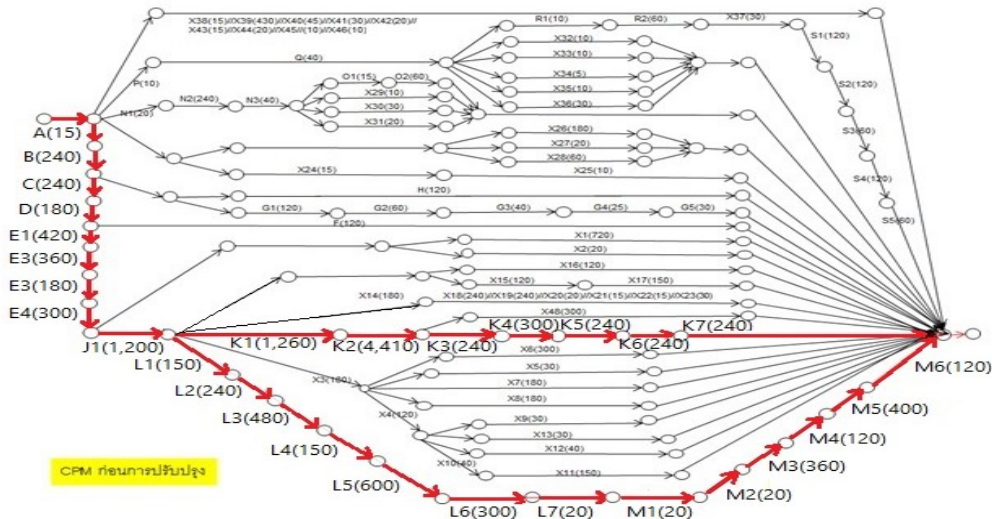 X38(15)//X39(430)//X40(45)//X41(30)//X42(20)//
X43(15)//X44(20)//X45//(10)//X46(10)
R1(10)
R2(60)
X37(30)
S1(120)
X32(10)
X33(10)
Q(40)
X34(5)
X35(10)
X36(30)
P(10)
O1(15)
O2(60)
S2(120)
N1(20)
N2(240)
N3(40)
X29(10)
X30(30)
X31(20)
S3(60)
A(15)
X26(180)
X27(20)
X28(60)
B(240)
S4(120)
X24(15)
X25(10)
C(240)
H(120)
S5(60)
D(180)
G1(120)
G2(60)
G3(40)
G4(25)
G5(30)
F(120)
E1(420)
X1(720)
X2(20)
E3(360)
X16(120)
E3(180)
X15(120)
X17(150)
X14(180)
X18(240)//X19(240)//X20(20)//X21(15)//X22(15)//X23(30)
E4(300)
X48(300)
K4(300)
K5(240)
K7(240)
J1(1,200)
K1(1,260)
K2(4,410)
K3(240)
K6(240)
L1(150)
X6(300)
M6(120)
X5(30)
X3(180)
X7(180)
L2(240)
X8(180)
M5(400)
L3(480)
X4(120)
X9(30)
X13(30)
M4(120)
L4(150)
X12(40)
X10(40)
X11(150)
M3(360)
CPM ก่อนการปรับปรุง
L5(600)
M2(20)
L6(300)
L7(20)
M1(20)